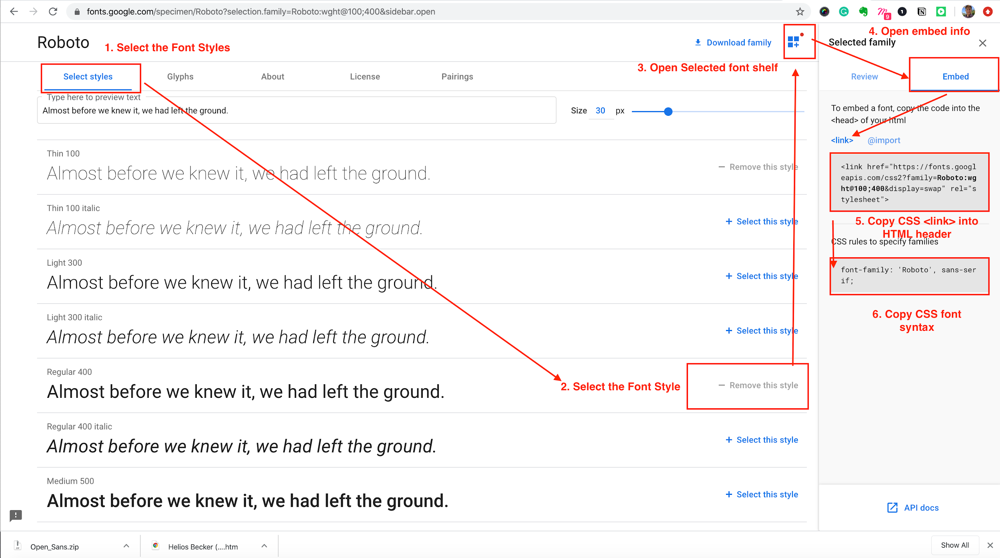 fonts.google.com/specimen/Roboto?selection.family=Roboto:wght@100;400&sidebar.open
9
1
N
Roboto
1. Select the Font Styles
Download family
4. Open embed info
Selected family
3. Open Selected font shelf
Select styles
Glyphs
About
License
Pairings
Review
Embed
Type here to preview text
Almost before we knew it, we had left the ground.
Size 30 px
To embed a font, copy the code into the
<head> of your html
<link> @import
Thin 100
Almost before we knew it, we had left the ground.
Remove this style
<link href="https://fonts.googl
eapis.com/css2?family=Roboto:wg
ht@100;400&display=swap" rel="s
tylesheet">
5. Copy CSS <link> into
HTML header
Thin 100 italic
Almost before we knew it, we had left the ground.
+ Select this style
CSS rules to specify families
Light 300
Almost before we knew it, we had left the ground.
+ Select this style
font-family: 'Roboto', sans-ser
if;
6. Copy CSS font
syntax
Light 300 italic
Almost before we knew it, we had left the ground.
+ Select this style
Regular 400
Almost before we knew it, we had left the ground.
2. Select the Font Style
Remove this style
Regular 400 italic
Almost before we knew it, we had left the ground.
+ Select this style
Medium 500
Almost before we knew it, we had left the ground.
+ Select this style
API docs
Open_Sans.zip
Helios Becker (....htm
Show All